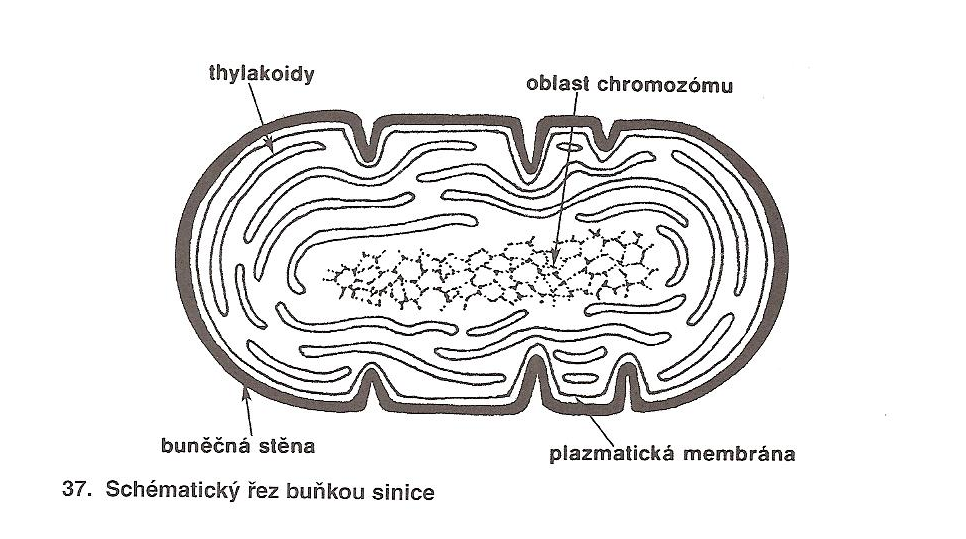 thylakoidy
oblast chromozómu
buněčná stěna
plazmatická membrána
37. Schématický řez buňkou sinice